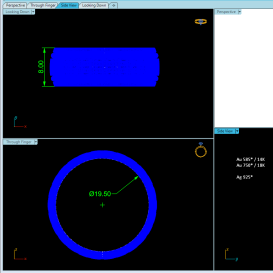 Perspective Through Finger Side View Looking Down
Looking Down
Perspective
8.00
Through Finger
Side View
Ø19.50
Au 585° / 14K
Au 750° / 18K
Ag 925°